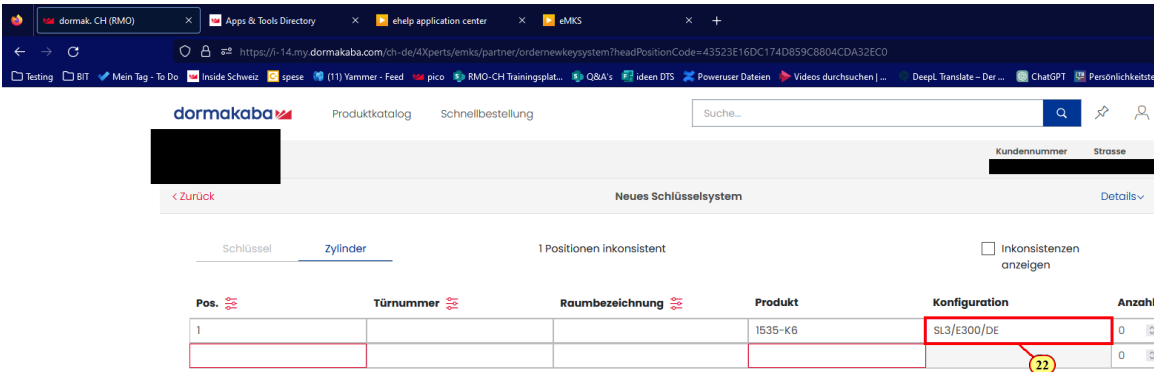 dormak. CH (RMO)
Apps & Tools Directory
ehelp application center
eMKS
https://i-14.my.dormakaba.com/ch-de/4Xperts/emks/partner/ordernewkeysystem?headPositionCode=43523E16DC174D859C8804CDA32EC0
Testing BIT Mein Tag - To Do Inside Schweiz spese (11) Yammer - Feed pico RMO-CH Trainingsplat... Q&A's ideen DTS Poweruser Dateien Videos durchsuchen | ... DeepL Translate – Der ... ChatGPT Persönlichkeitste
dormakaba Produktkatalog Schnellbestellung Suche...
Kundennummer Strasse
< Zurück Neues Schlüsselsystem Details
Schlüssel Zylinder 1 Positionen inkonsistent Inkonsistenzen
anzeigen
Pos. Türnummer Raumbezeichnung Produkt Konfiguration Anzahl
1 1535-K6 SL3/E300/DE 0
0
22